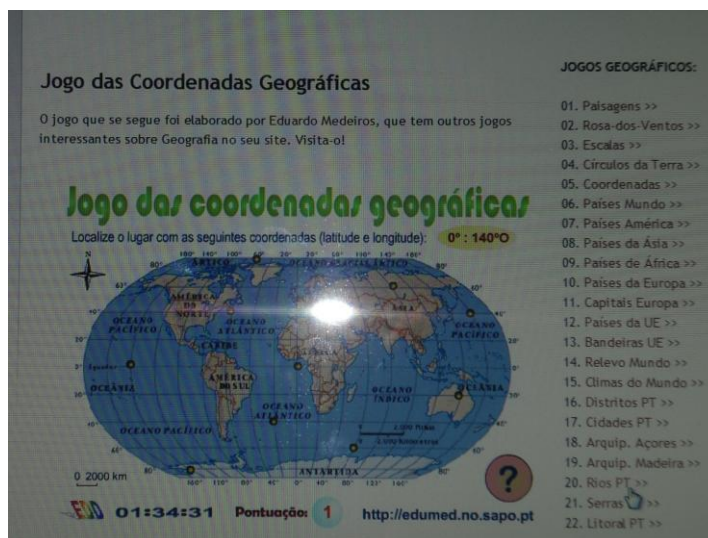 Jogo das Coordenadas Geográficas
O jogo que se segue foi elaborado por Eduardo Medeiros, que tem outros jogos
interessantes sobre Geografia no seu site. Visita-o!
Jogo das coordenadas geográficas
Localize o lugar com as seguintes coordenadas (latitude e longitude): 0º : 140ºO
N
ÁRTICO
AMÉRICA
DO
NORTE
ÁSIA
OCEANO
PACÍFICO
OCEANO
ATLÂNTICO
OCEANO
PACÍFICO
CARIBE
ÁFRICA
Equador
OCEÂNIA
AMÉRICA
DO SUL
OCEANO
ÍNDICO
OCEÂNIA
OCEANO
ATLÂNTICO
OCEANO PACÍFICO
ANTÁRTIDA
0 2000 km
?
01:34:31 Pontuação: 1 http://edumed.no.sapo.pt
JOGOS GEOGRÁFICOS:
01. Paisagens >>
02. Rosa-dos-Ventos >>
03. Escalas >>
04. Círculos da Terra >>
05. Coordenadas >>
06. Países Mundo >>
07. Países América >>
08. Países da Ásia >>
09. Países de África >>
10. Países da Europa >>
11. Capitais Europa >>
12. Países da UE >>
13. Bandeiras UE >>
14. Relevo Mundo >>
15. Climas do Mundo >>
16. Distritos PT >>
17. Cidades PT >>
18. Arquip. Açores >>
19. Arquip. Madeira >>
20. Rios PT >>
21. Serras >>
22. Litoral PT >>